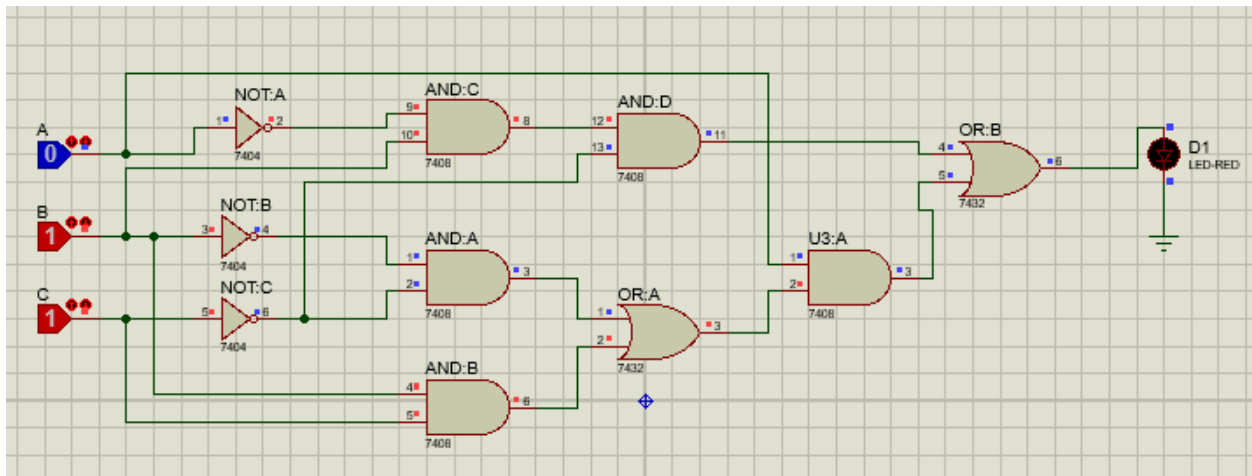 A
0
B
1
C
1
NOT:A
1
2
7404
NOT:B
3
4
7404
NOT:C
5
6
7404
AND:C
9
10
8
7408
AND:A
1
2
3
7408
AND:B
4
5
6
7408
AND:D
12
13
11
7408
OR:A
1
2
3
7432
U3:A
1
2
3
7408
OR:B
4
5
6
7432
D1
LED-RED